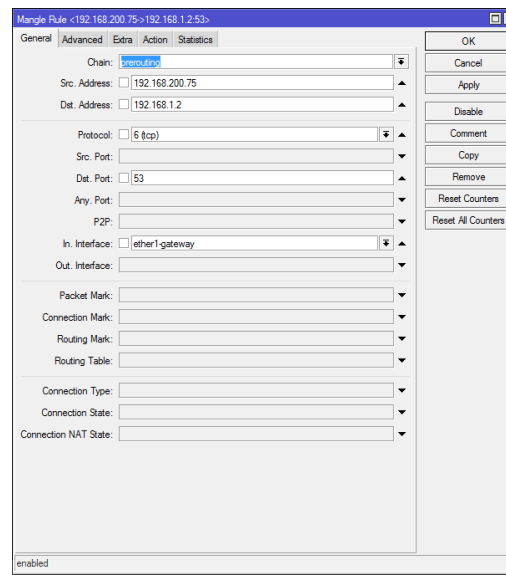 Mangle Rule <192.168.200.75->192.168.1.2:53>
General Advanced Extra Action Statistics
Chain: prerouting
Src. Address: 192.168.200.75
Dst. Address: 192.168.1.2
Protocol: 6 (tcp)
Src. Port:
Dst. Port: 53
Any. Port:
P2P:
In. Interface: ether1-gateway
Out. Interface:
Packet Mark:
Connection Mark:
Routing Mark:
Routing Table:
Connection Type:
Connection State:
Connection NAT State:
OK
Cancel
Apply
Disable
Comment
Copy
Remove
Reset Counters
Reset All Counters
enabled